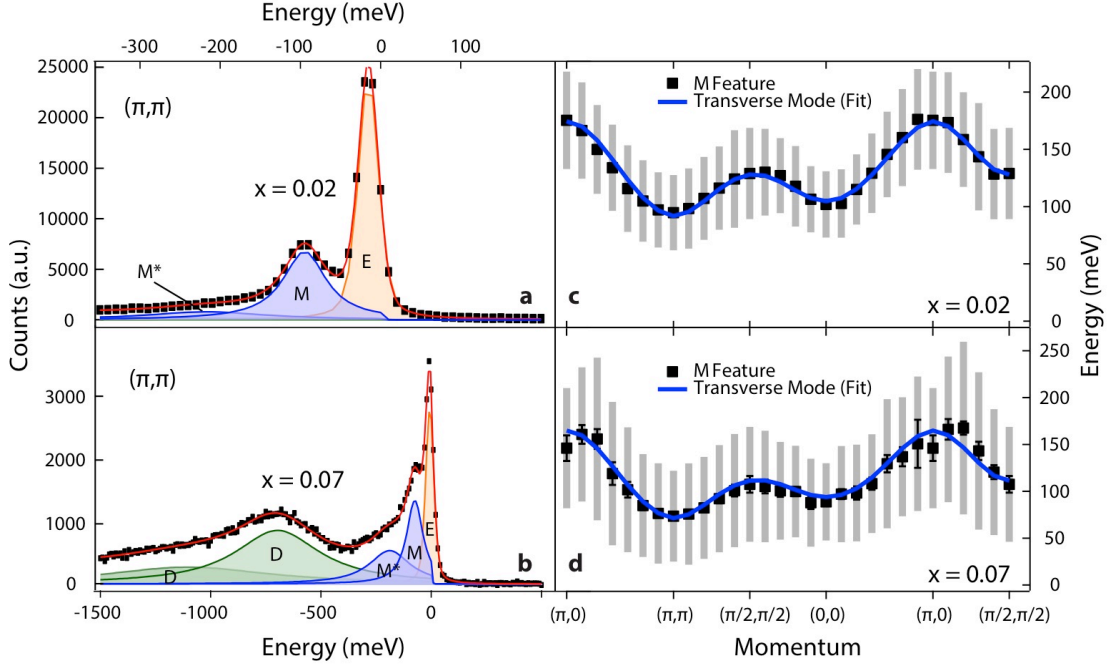 Energy (meV)
-300 -200 -100 0 100
25000
20000
15000
10000
5000
0
(π,π)
x = 0.02
M*
M
E
a
Counts (a.u.)
3000
2000
1000
0
(π,π)
x = 0.07
D
D
M*
M
E
b
-1500 -1000 -500 0
Energy (meV)
M Feature
Transverse Mode (Fit)
c
x = 0.02
200
150
100
50
0
Energy (meV)
M Feature
Transverse Mode (Fit)
d
x = 0.07
250
200
150
100
50
0
(π,0) (π,π) (π/2,π/2) (0,0) (π,0) (π/2,π/2)
Momentum